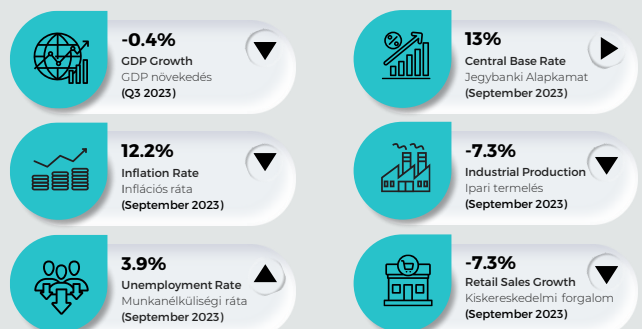 -0.4%
GDP Growth
GDP növekedés
(Q3 2023)
13%
Central Base Rate
Jegybanki Alapkamat
(September 2023)
12.2%
Inflation Rate
Inflációs ráta
(September 2023)
-7.3%
Industrial Production
Ipari termelés
(September 2023)
3.9%
Unemployment Rate
Munkanélküliségi ráta
(September 2023)
-7.3%
Retail Sales Growth
Kiskereskedelmi forgalom
(September 2023)